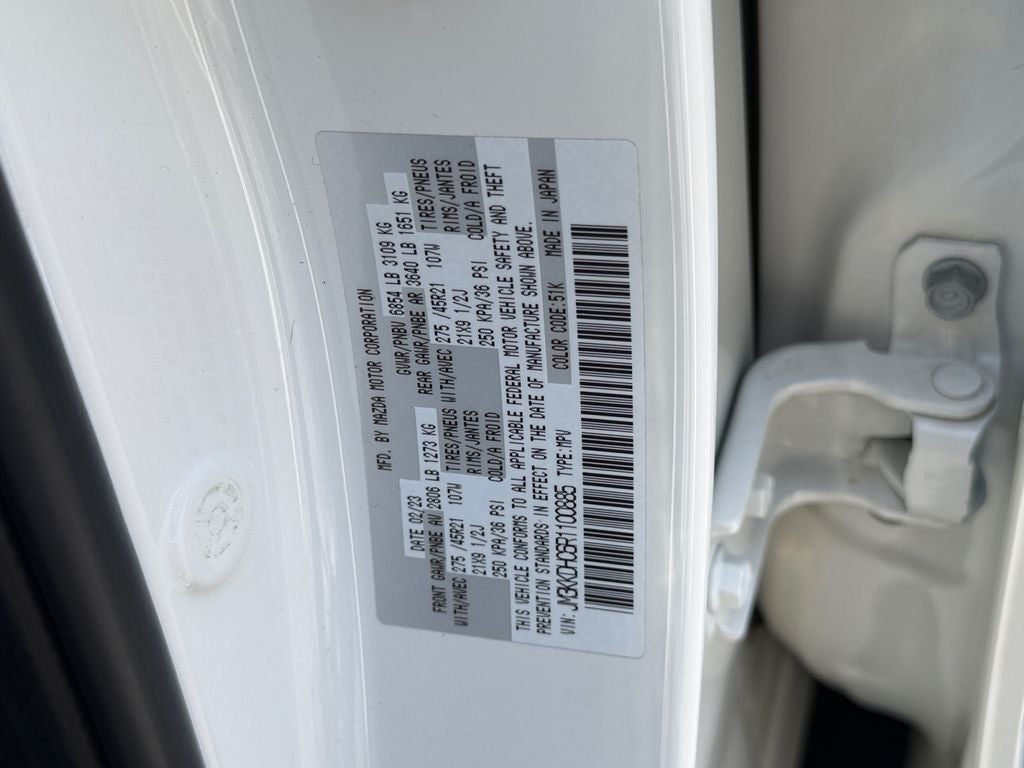 MFD. BY MAZDA MOTOR CORPORATION
DATE 02/23 GVWR/PNBV 6854 LB 3109 KG
FRONT GAWR/PNBE AV 2806 LB 1273 KG REAR GAWR/PNBE AR 3640 LB 1651 KG
WITH/AVEC 275 /45R21 107W TIRES/PNEUS WITH/AVEC 275 /45R21 107W TIRES/PNEUS
21X9 1/2J RIMS/JANTES 21X9 1/2J RIMS/JANTES
250 KPA/36 PSI COLD/A FROID 250 KPA/36 PSI COLD/A FROID
THIS VEHICLE CONFORMS TO ALL APPLICABLE FEDERAL MOTOR VEHICLE SAFETY AND THEFT
PREVENTION STANDARDS IN EFFECT ON THE DATE OF MANUFACTURE SHOWN ABOVE.
COLOR CODE:51K MADE IN JAPAN
VIN: JM3KKDHC6R1100885 TYPE:MPV